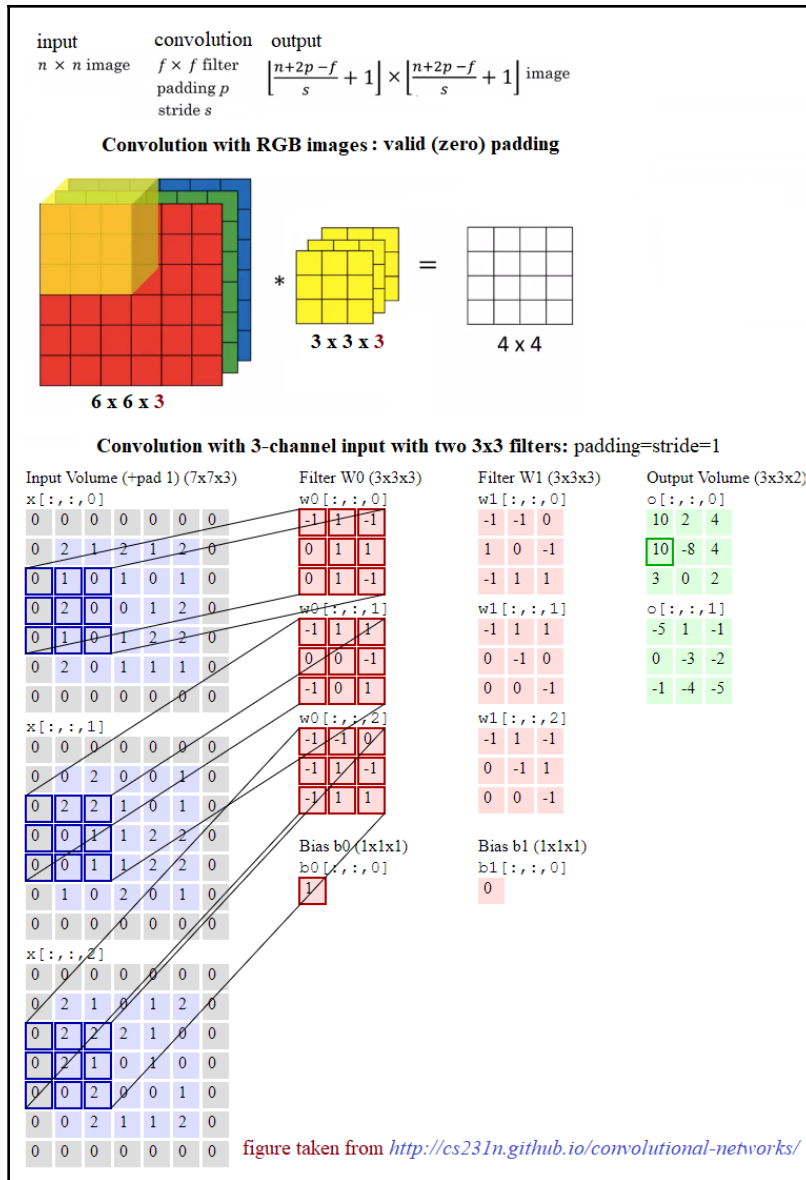 input convolution output
n × n image f × f filter ⌊(n+2p−f)/s + 1⌋ × ⌊(n+2p−f)/s + 1⌋ image
padding p
stride s
Convolution with RGB images : valid (zero) padding
* =
3 x 3 x 3 4 x 4
6 x 6 x 3
Convolution with 3-channel input with two 3x3 filters: padding=stride=1
Input Volume (+pad 1) (7x7x3) Filter W0 (3x3x3) Filter W1 (3x3x3) Output Volume (3x3x2)
x[:,:,0] w0[:,:,0] w1[:,:,0] o[:,:,0]
0 0 0 0 0 0 0 -1 1 -1 -1 -1 0 10 2 4
0 2 1 2 1 2 0 0 1 1 1 0 -1 10 -8 4
0 1 0 1 0 1 0 0 1 -1 -1 1 1 3 0 2
0 2 0 0 1 2 0 w0[:,:,1] w1[:,:,1] o[:,:,1]
0 1 0 1 2 2 0 -1 1 1 -1 1 1 -5 1 -1
0 2 0 1 1 1 0 0 0 -1 0 -1 0 0 -3 -2
0 0 0 0 0 0 0 -1 0 1 0 0 -1 -1 -4 -5
x[:,:,1] w0[:,:,2] w1[:,:,2]
0 0 0 0 0 0 0 -1 -1 0 -1 1 -1
0 0 2 0 0 1 0 -1 1 -1 0 -1 1
0 2 2 1 0 1 0 -1 1 1 0 0 -1
0 0 1 1 2 2 0 Bias b0 (1x1x1) Bias b1 (1x1x1)
0 0 1 1 2 2 0 b0[:,:,0] b1[:,:,0]
0 1 0 2 0 1 0 1 0
0 0 0 0 0 0 0
x[:,:,2]
0 0 0 0 0 0 0
0 2 1 0 1 2 0
0 2 2 2 1 0 0
0 2 1 0 1 0 0
0 0 2 0 0 1 0
0 0 2 1 1 2 0
0 0 0 0 0 0 0
figure taken from http://cs231n.github.io/convolutional-networks/